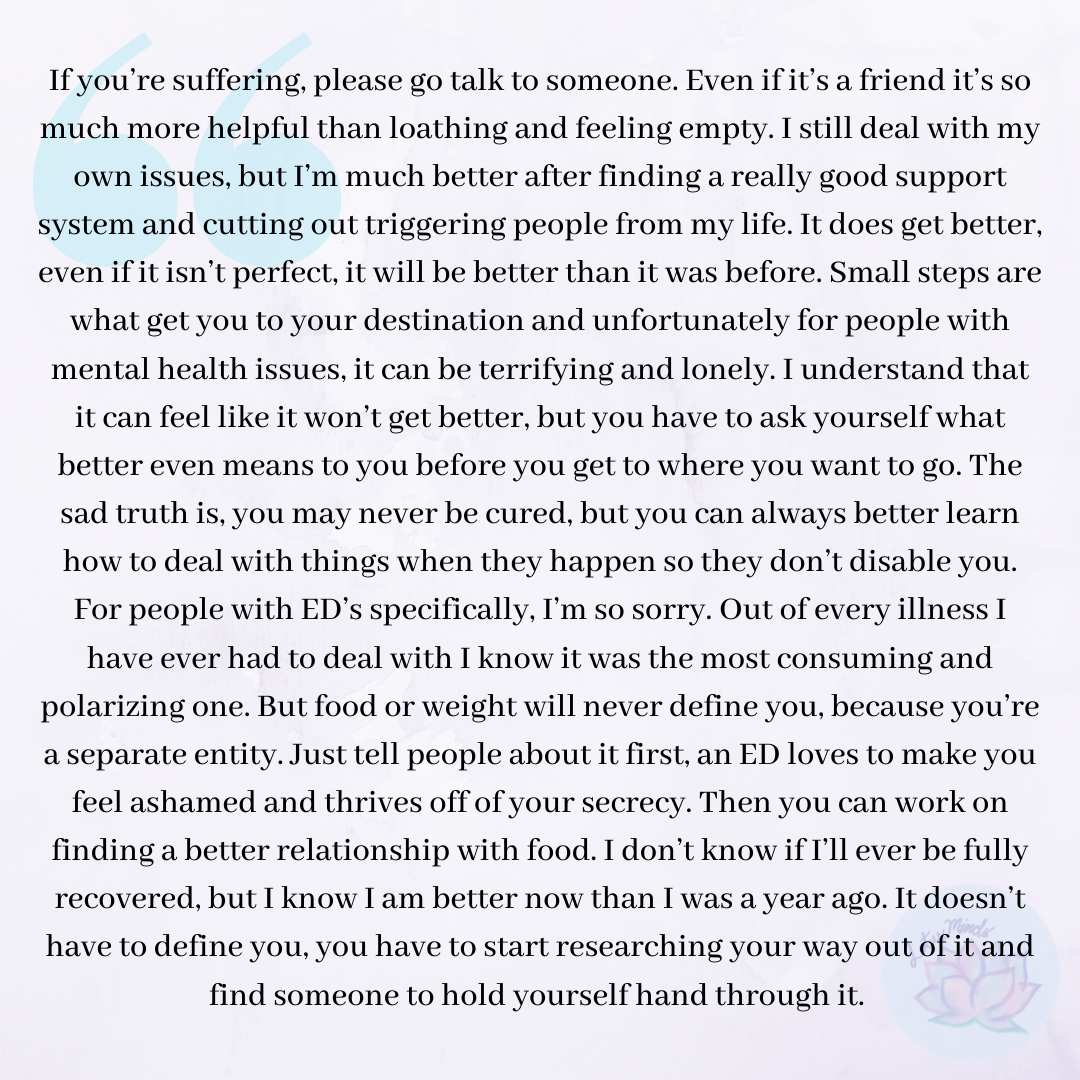 If you’re suffering, please go talk to someone. Even if it’s a friend it’s so
much more helpful than loathing and feeling empty. I still deal with my
own issues, but I’m much better after finding a really good support
system and cutting out triggering people from my life. It does get better,
even if it isn’t perfect, it will be better than it was before. Small steps are
what get you to your destination and unfortunately for people with
mental health issues, it can be terrifying and lonely. I understand that
it can feel like it won’t get better, but you have to ask yourself what
better even means to you before you get to where you want to go. The
sad truth is, you may never be cured, but you can always better learn
how to deal with things when they happen so they don’t disable you.
For people with ED’s specifically, I’m so sorry. Out of every illness I
have ever had to deal with I know it was the most consuming and
polarizing one. But food or weight will never define you, because you’re
a separate entity. Just tell people about it first, an ED loves to make you
feel ashamed and thrives off of your secrecy. Then you can work on
finding a better relationship with food. I don’t know if I’ll ever be fully
recovered, but I know I am better now than I was a year ago. It doesn’t
have to define you, you have to start researching your way out of it and
find someone to hold yourself hand through it.
Minds